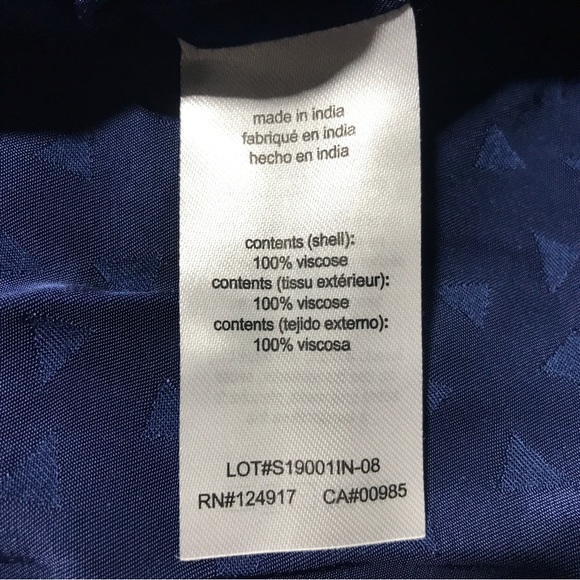 made in india
fabriqué en india
hecho en india
contents (shell):
100% viscose
contents (tissu extérieur):
100% viscose
contents (tejido externo):
100% viscosa
LOT#S19001IN-08
RN#124917 CA#00985